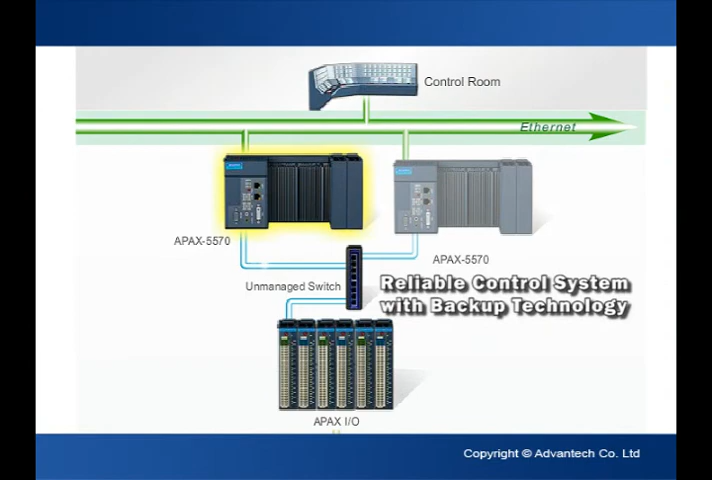 Control Room
Ethernet
APAX-5570
APAX-5570
Unmanaged Switch
Reliable Control System
with Backup Technology
APAX I/O
Copyright © Advantech Co. Ltd